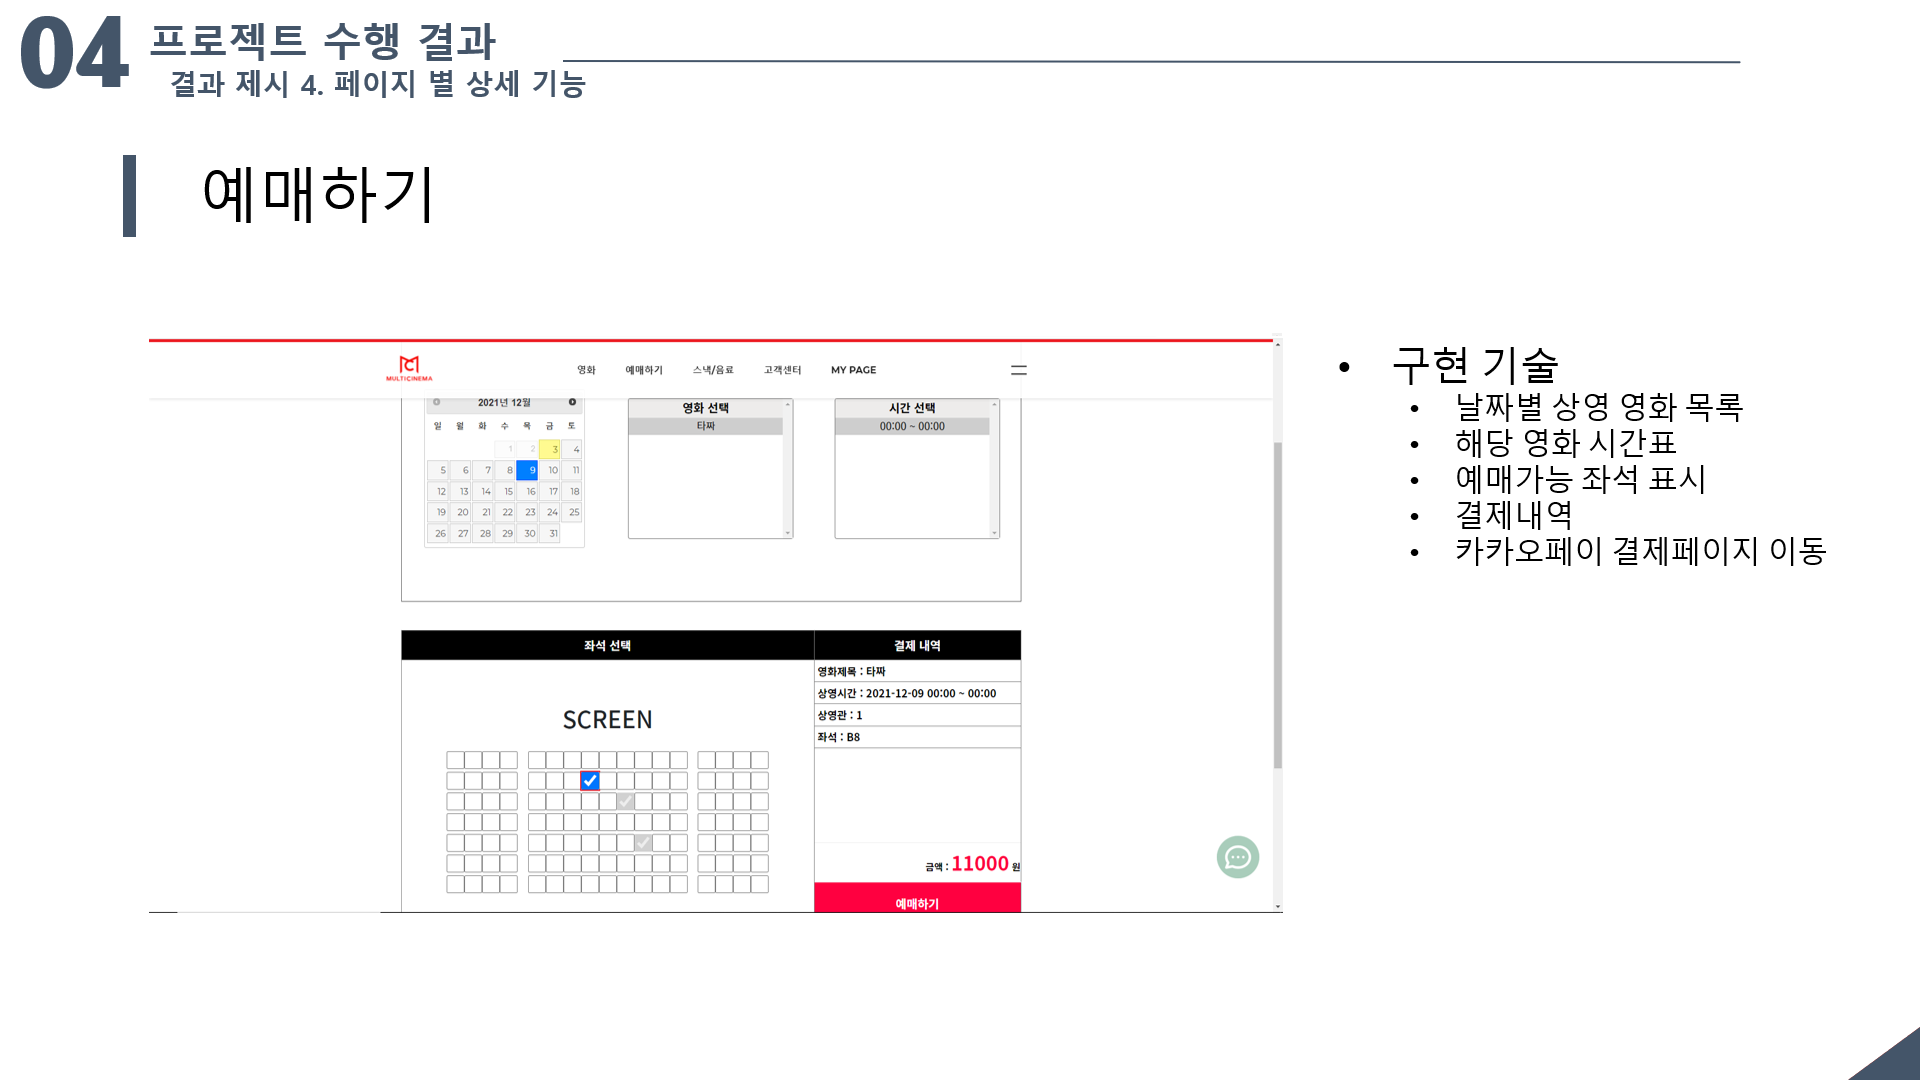 04 프로젝트 수행 결과
결과 제시 4. 페이지 별 상세 기능
예매하기
MULTICINEMA
영화 예매하기 스낵/음료 고객센터 MY PAGE
2021년 12월
일 월 화 수 목 금 토
1 2 3 4
5 6 7 8 9 10 11
12 13 14 15 16 17 18
19 20 21 22 23 24 25
26 27 28 29 30 31
영화 선택
타짜
시간 선택
00:00 ~ 00:00
좌석 선택
SCREEN
결제 내역
영화제목 : 타짜
상영시간 : 2021-12-09 00:00 ~ 00:00
상영관 : 1
좌석 : B8
금액 : 11000 원
예매하기
• 구현 기술
• 날짜별 상영 영화 목록
• 해당 영화 시간표
• 예매가능 좌석 표시
• 결제내역
• 카카오페이 결제페이지 이동